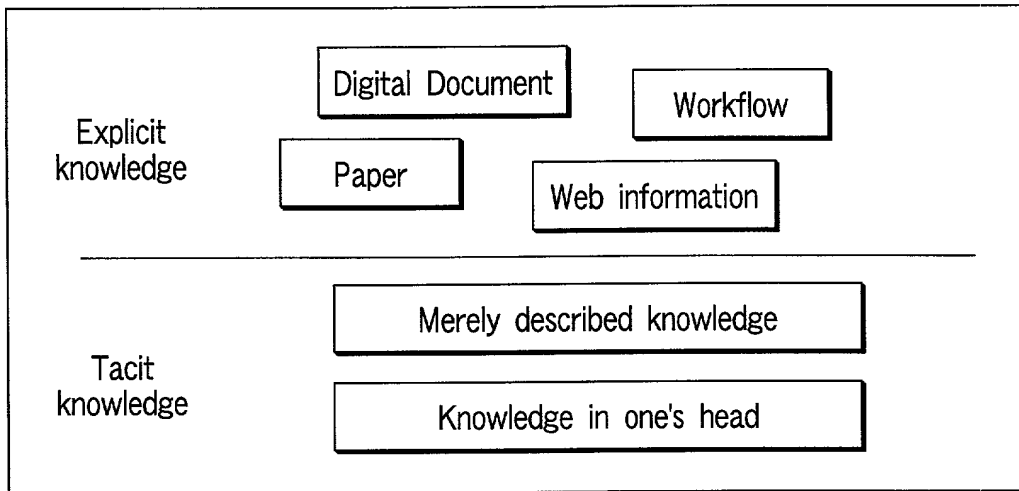 Digital Document
Workflow
Explicit
knowledge
Paper
Web information
Merely described knowledge
Tacit
knowledge
Knowledge in one's head